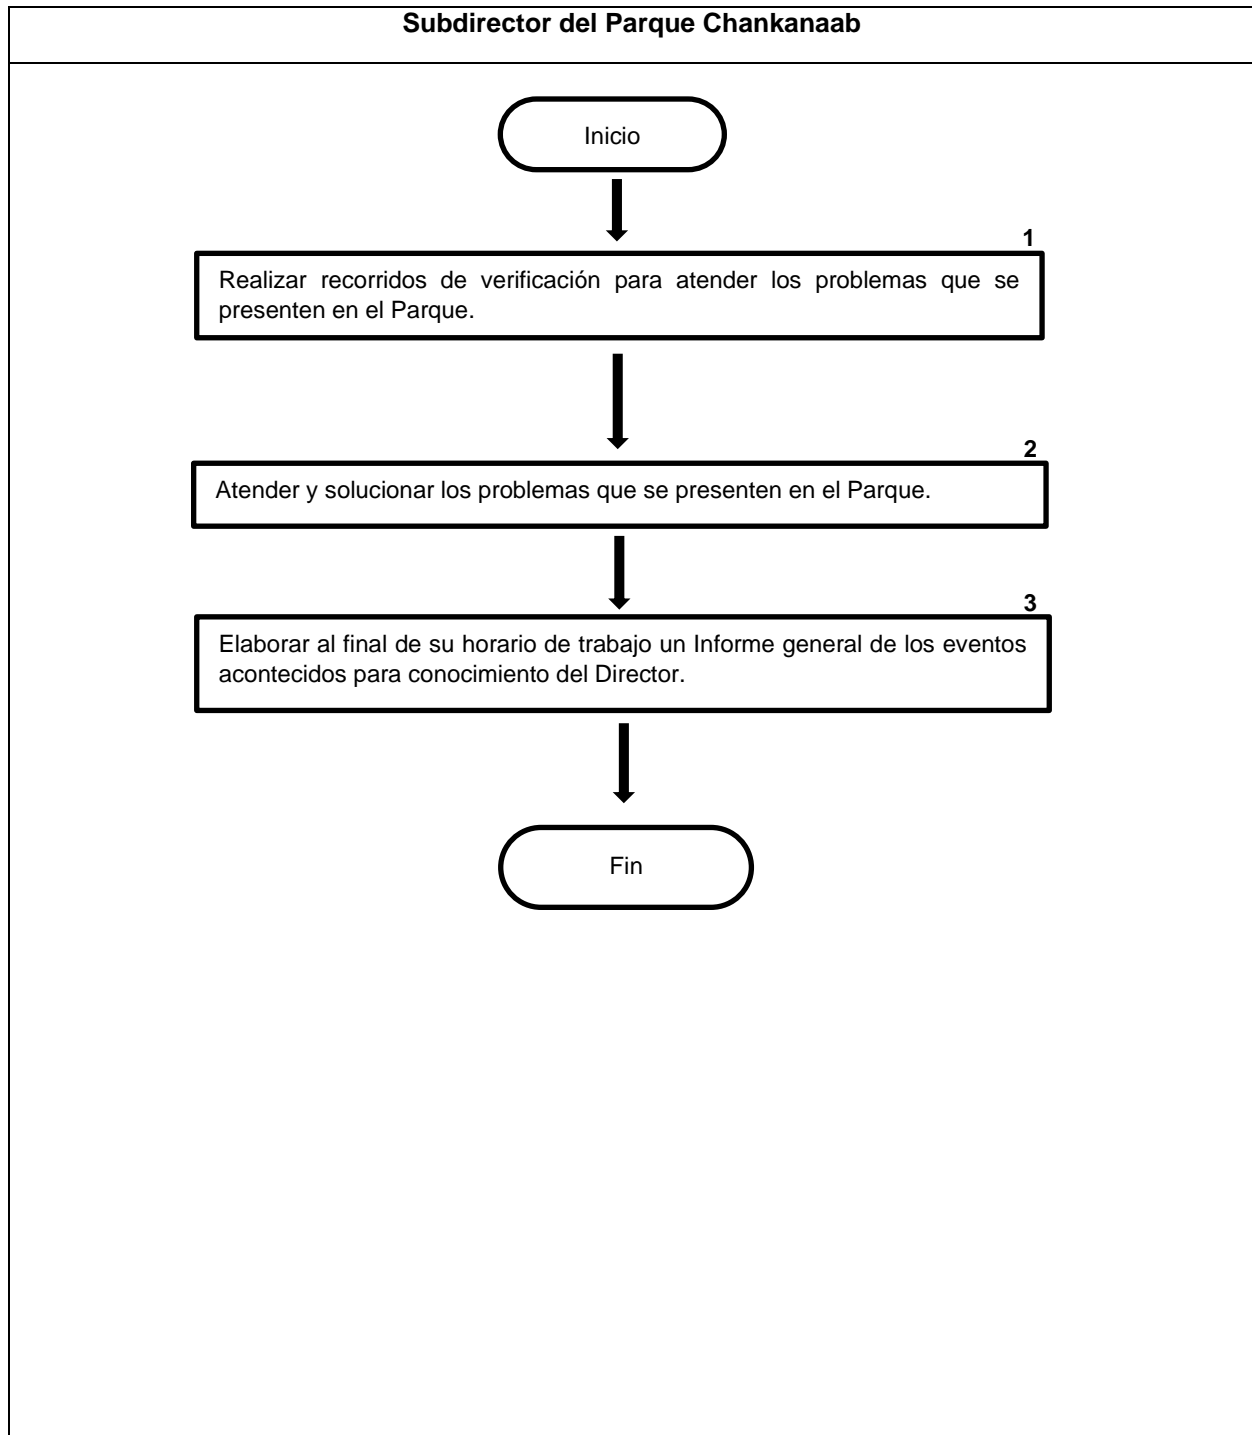 Subdirector del Parque Chankanaab
Inicio
1
Realizar recorridos de verificación para atender los problemas que se
presenten en el Parque.
2
Atender y solucionar los problemas que se presenten en el Parque.
3
Elaborar al final de su horario de trabajo un Informe general de los eventos
acontecidos para conocimiento del Director.
Fin